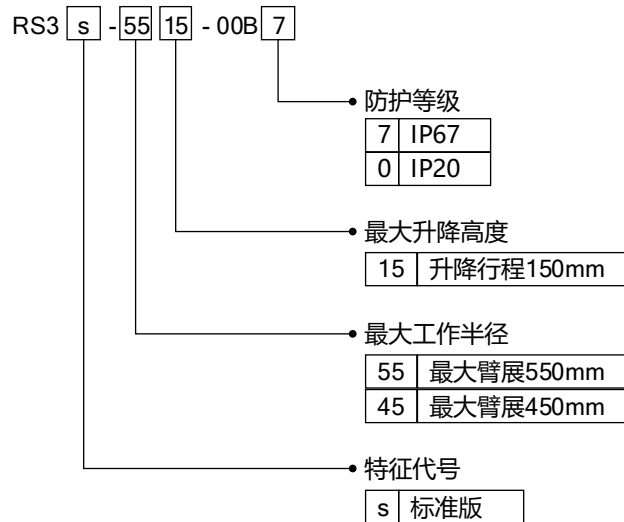 RS3 s - 55 15 - 00B 7
防护等级
7 IP67
0 IP20
最大升降高度
15 升降行程150mm
最大工作半径
55 最大臂展550mm
45 最大臂展450mm
特征代号
s 标准版